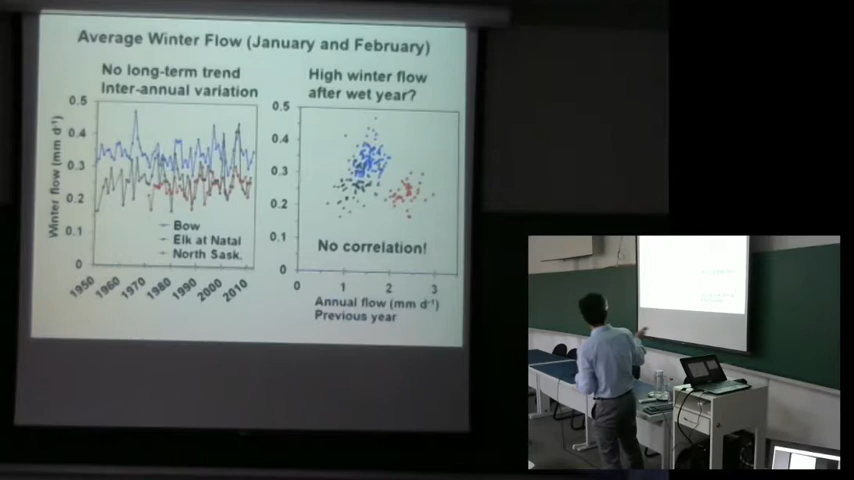 Average Winter Flow (January and February)
No long-term trend
Inter-annual variation
0.5
0.4
0.3
0.2
0.1
0
Winter flow (mm d⁻¹)
Bow
Elk at Natal
North Sask.
1950
1960
1970
1980
1990
2000
2010
High winter flow
after wet year?
0.5
0.4
0.3
0.2
0.1
0
No correlation!
0 1 2 3
Annual flow (mm d⁻¹)
Previous year